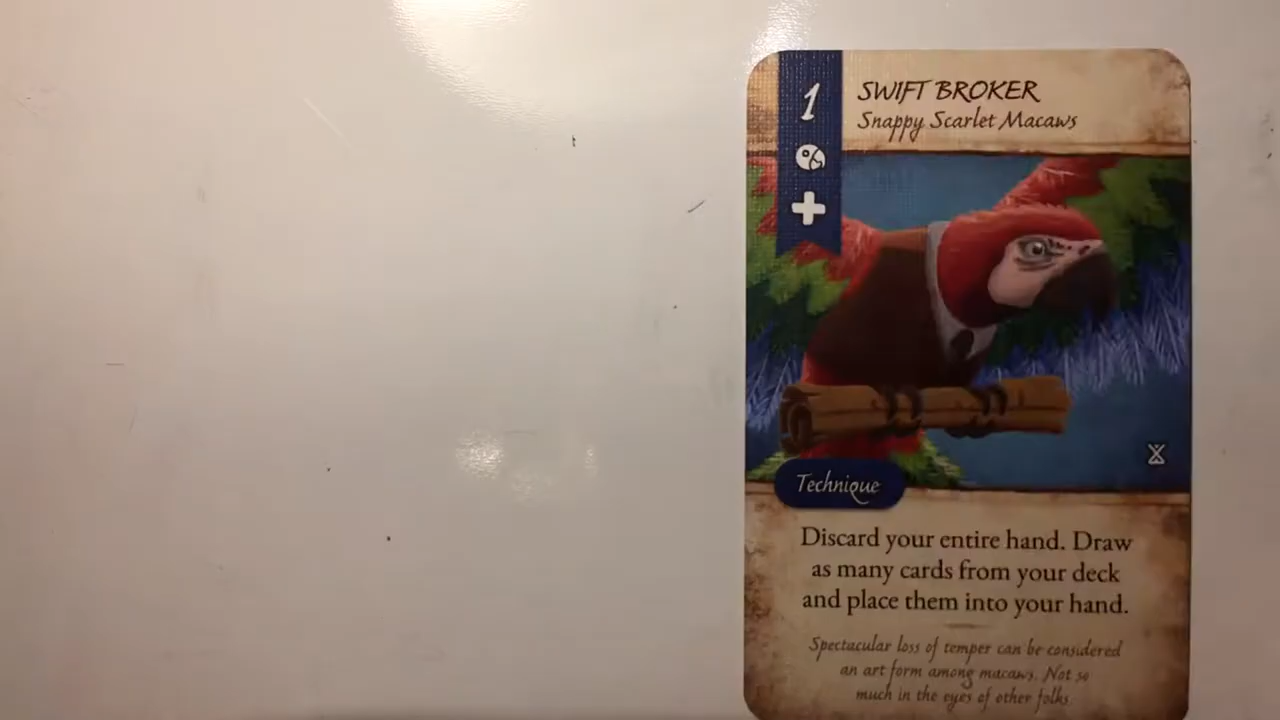 1
SWIFT BROKER
Snappy Scarlet Macaws
Technique
Discard your entire hand. Draw
as many cards from your deck
and place them into your hand.
Spectacular loss of temper can be considered
an art form among macaws. Not so
much in the eyes of other folks.